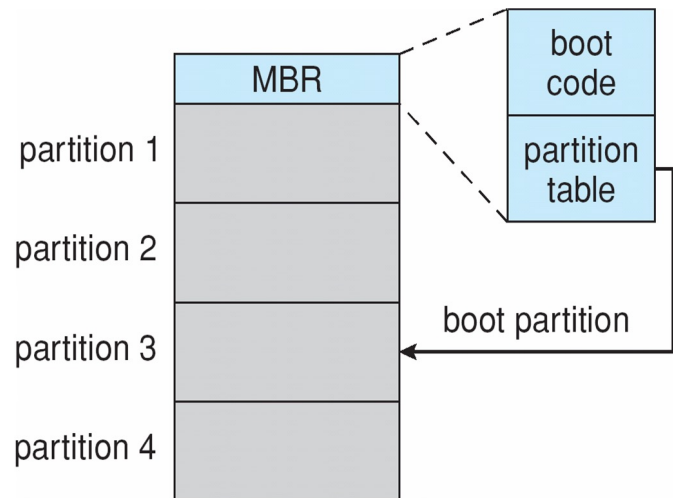 MBR
boot
code
partition 1
partition
table
partition 2
boot partition
partition 3
partition 4